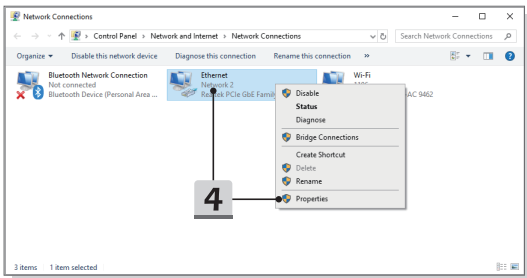 Network Connections
Control Panel > Network and Internet > Network Connections
Search Network Connections
Organize
Disable this network device
Diagnose this connection
Rename this connection
»
Bluetooth Network Connection
Not connected
Bluetooth Device (Personal Area ...
Ethernet
Network 2
Realtek PCIe GbE Family
Wi-Fi
AC 9462
Disable
Status
Diagnose
Bridge Connections
Create Shortcut
Delete
Rename
Properties
4
3 items
1 item selected